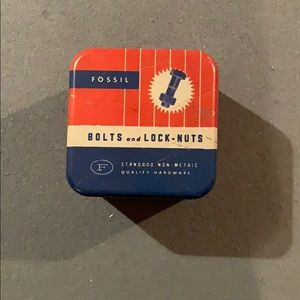 FOSSIL
BOLTS and LOCK-NUTS
F
STANDARD NON-METRIC
QUALITY HARDWARE